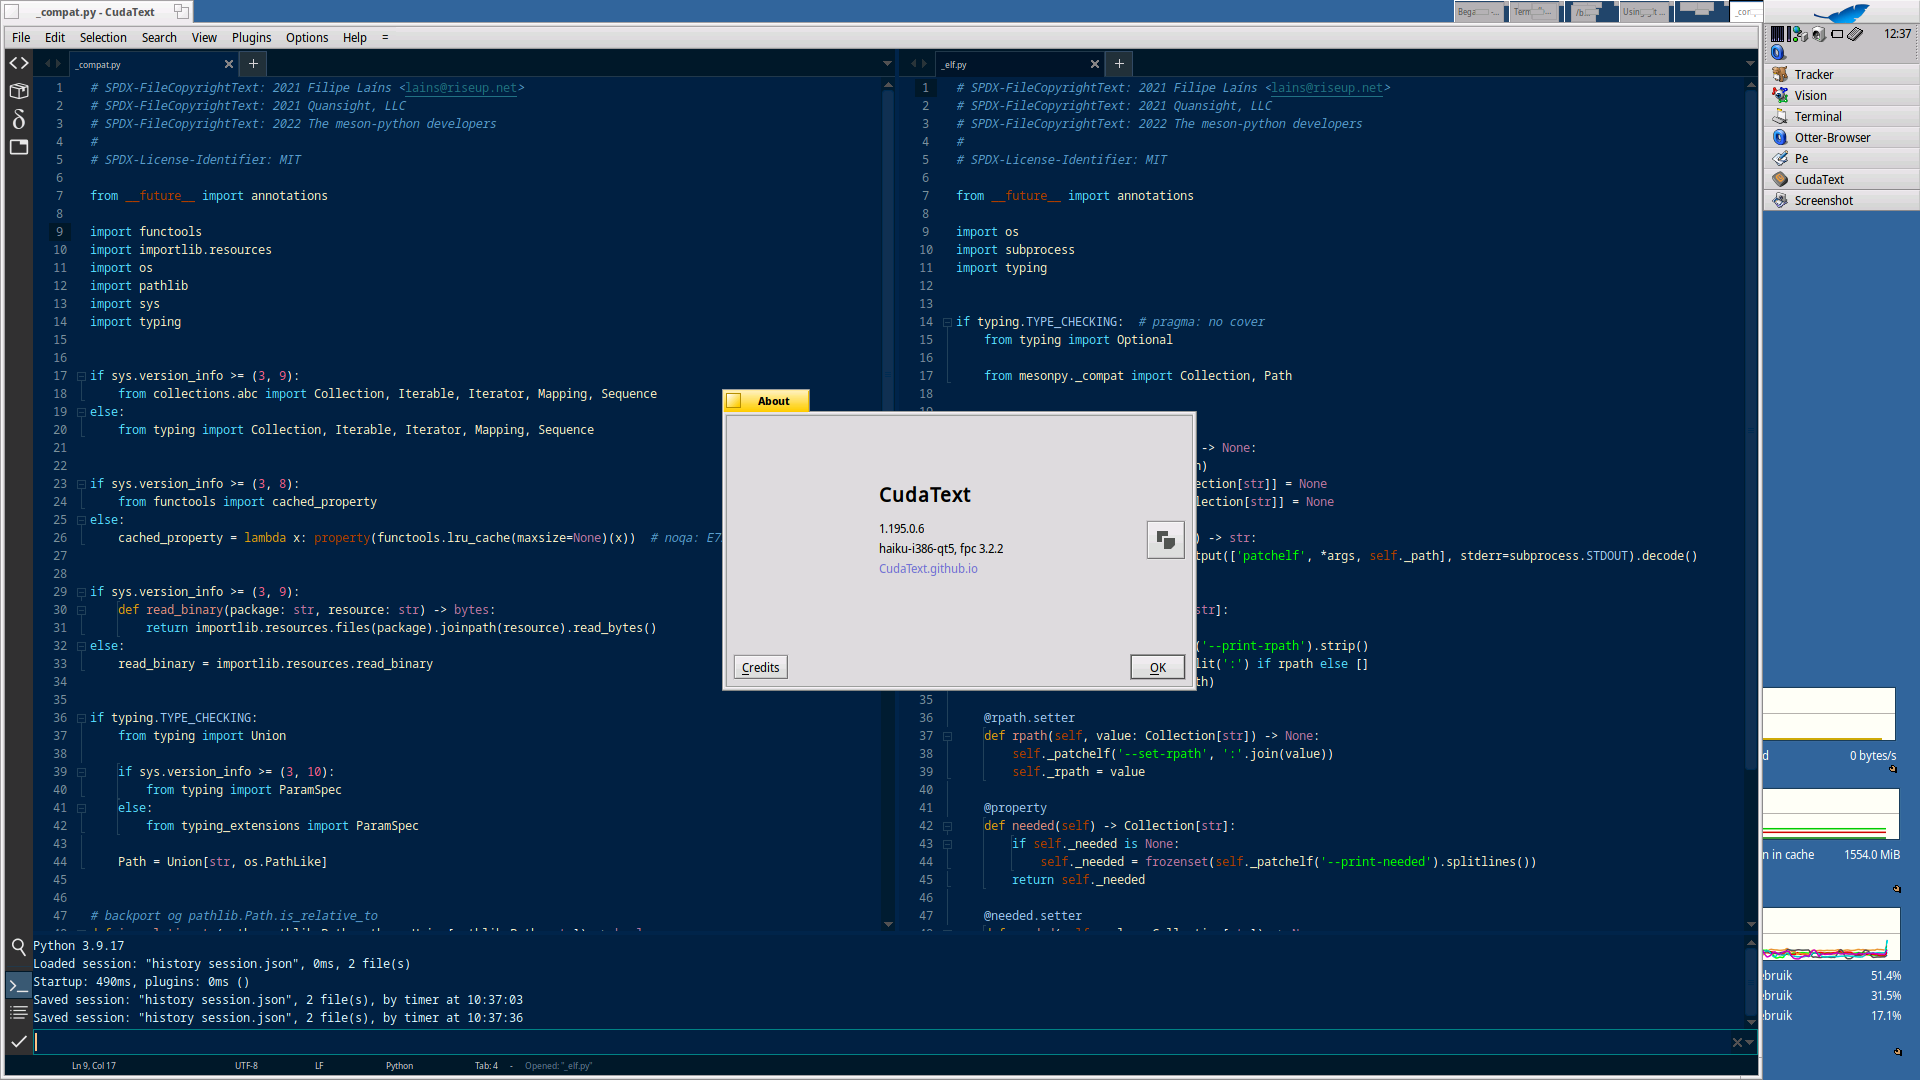 _compat.py - CudaText
File Edit Selection Search View Plugins Options Help =
_compat.py
1 # SPDX-FileCopyrightText: 2021 Filipe Laíns <lains@riseup.net>
2 # SPDX-FileCopyrightText: 2021 Quansight, LLC
3 # SPDX-FileCopyrightText: 2022 The meson-python developers
4 #
5 # SPDX-License-Identifier: MIT
6
7 from __future__ import annotations
8
9 import functools
10 import importlib.resources
11 import os
12 import pathlib
13 import sys
14 import typing
15
16
17 if sys.version_info >= (3, 9):
18 from collections.abc import Collection, Iterable, Iterator, Mapping, Sequence
19 else:
20 from typing import Collection, Iterable, Iterator, Mapping, Sequence
21
22
23 if sys.version_info >= (3, 8):
24 from functools import cached_property
25 else:
26 cached_property = lambda x: property(functools.lru_cache(maxsize=None)(x)) # noqa: E7
27
28
29 if sys.version_info >= (3, 9):
30 def read_binary(package: str, resource: str) -> bytes:
31 return importlib.resources.files(package).joinpath(resource).read_bytes()
32 else:
33 read_binary = importlib.resources.read_binary
34
35
36 if typing.TYPE_CHECKING:
37 from typing import Union
38
39 if sys.version_info >= (3, 10):
40 from typing import ParamSpec
41 else:
42 from typing_extensions import ParamSpec
43
44 Path = Union[str, os.PathLike]
45
46
47 # backport og pathlib.Path.is_relative_to
_elf.py
1 # SPDX-FileCopyrightText: 2021 Filipe Laíns <lains@riseup.net>
2 # SPDX-FileCopyrightText: 2021 Quansight, LLC
3 # SPDX-FileCopyrightText: 2022 The meson-python developers
4 #
5 # SPDX-License-Identifier: MIT
6
7 from __future__ import annotations
8
9 import os
10 import subprocess
11 import typing
12
13
14 if typing.TYPE_CHECKING: # pragma: no cover
15 from typing import Optional
16
17 from mesonpy._compat import Collection, Path
18
-> None:
)
ection[str]] = None
lection[str]] = None
) -> str:
tput(['patchelf', *args, self._path], stderr=subprocess.STDOUT).decode()
str]:
('--print-rpath').strip()
lit(':') if rpath else []
th)
35
36 @rpath.setter
37 def rpath(self, value: Collection[str]) -> None:
38 self._patchelf('--set-rpath', ':'.join(value))
39 self._rpath = value
40
41 @property
42 def needed(self) -> Collection[str]:
43 if self._needed is None:
44 self._needed = frozenset(self._patchelf('--print-needed').splitlines())
45 return self._needed
46
47 @needed.setter
About
CudaText
1.195.0.6
haiku-i386-qt5, fpc 3.2.2
CudaText.github.io
Credits
OK
Python 3.9.17
Loaded session: "history session.json", 0ms, 2 file(s)
Startup: 490ms, plugins: 0ms ()
Saved session: "history session.json", 2 file(s), by timer at 10:37:03
Saved session: "history session.json", 2 file(s), by timer at 10:37:36
Ln 9, Col 17 UTF-8 LF Python Tab: 4 - Opened: "_elf.py"
12:37
Tracker
Vision
Terminal
Otter-Browser
Pe
CudaText
Screenshot
d 0 bytes/s
n in cache 1554.0 MiB
ebruik 51.4%
ebruik 31.5%
ebruik 17.1%